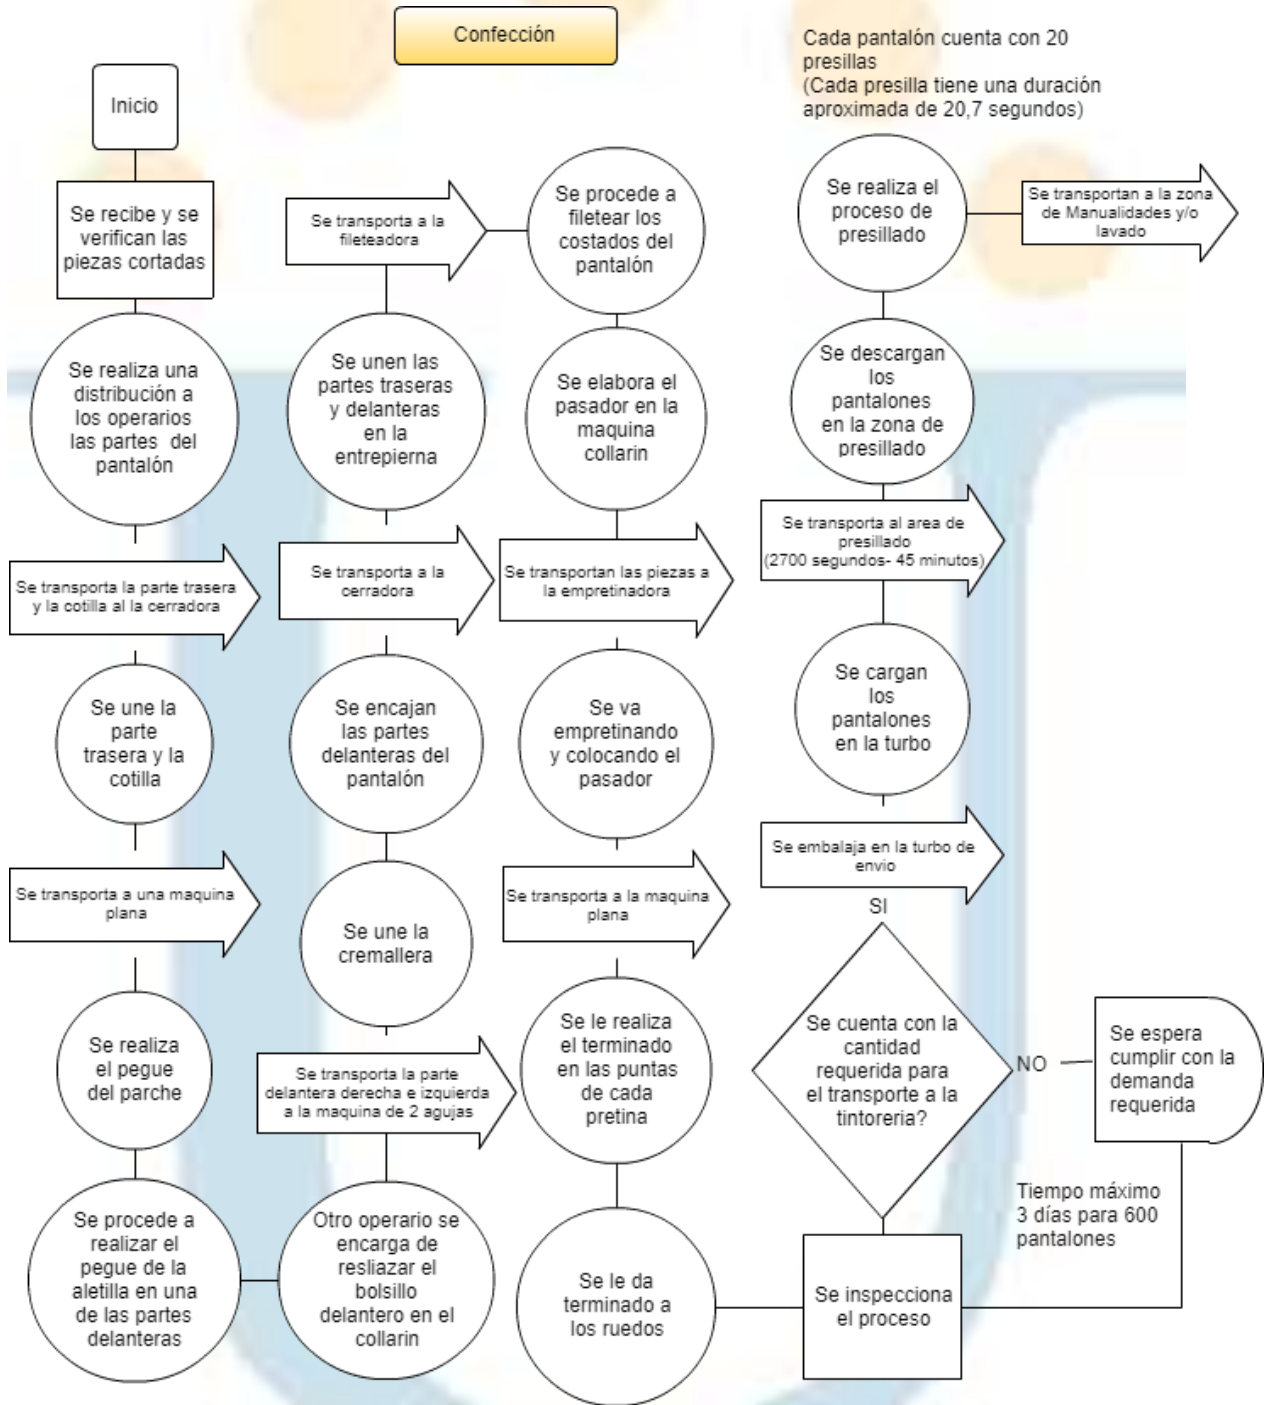 Confección
Inicio
Se recibe y se
verifican las
piezas cortadas
Se realiza una
distribución a
los operarios
las partes del
pantalón
Se transporta la parte trasera
y la cotilla al la cerradora
Se une la
parte
trasera y la
cotilla
Se transporta a una maquina
plana
Se realiza
el pegue
del parche
Se procede a
realizar el
pegue de la
aletilla en una
de las partes
delanteras
Otro operario se
encarga de
resliazar el
bolsillo
delantero en el
collarin
Se transporta la parte
delantera derecha e izquierda
a la maquina de 2 agujas
Se une la
cremallera
Se encajan
las partes
delanteras del
pantalón
Se transporta a la
cerradora
Se unen las
partes traseras
y delanteras
en la
entrepierna
Se transporta a la
fileteadora
Se procede a
filetear los
costados del
pantalón
Se elabora el
pasador en la
maquina
collarin
Se transportan las piezas a
la empretinadora
Se va
empretinando
y colocando el
pasador
Se transporta a la maquina
plana
Se le realiza
el terminado
en las puntas
de cada
pretina
Se le da
terminado a
los ruedos
Se inspecciona
el proceso
Se cuenta con la
cantidad
requerida para
el transporte a la
tintoreria?
NO
Se espera
cumplir con la
demanda
requerida
Tiempo máximo
3 días para 600
pantalones
SI
Se embalaja en la turbo de
envio
Se cargan
los
pantalones
en la turbo
Se transporta al area de
presillado
(2700 segundos- 45 minutos)
Se descargan
los
pantalones
en la zona de
presillado
Se realiza el
proceso de
presillado
Cada pantalón cuenta con 20
presillas
(Cada presilla tiene una duración
aproximada de 20,7 segundos)
Se transportan a la zona
de Manualidades y/o
lavado